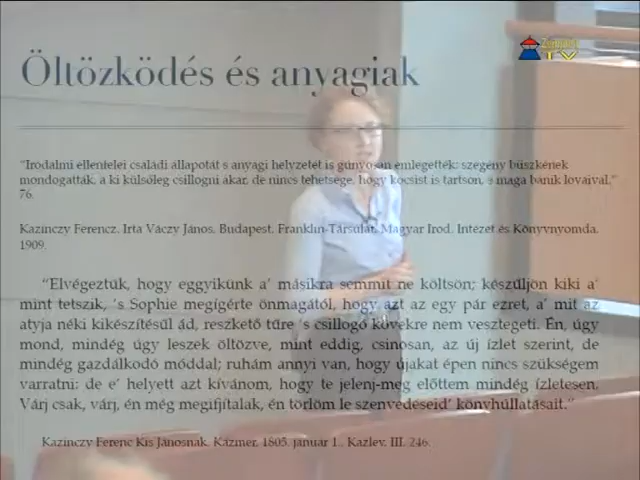 Zemplén
TV
Öltözködés és anyagiak
"Irodalmi ellenfelei családi állapotát s anyagi helyzetét is gúnyosan emlegették: szegény büszkének
mondogatták, a ki külsőleg csillogni akar, de nincs tehetsége, hogy kocsist is tartson, s maga bánik lovaival."
76.
Kazinczy Ferencz. Irta Váczy János. Budapest. Franklin-Társulat. Magyar Irod. Intézet és Könyvnyomda.
1909.
"Elvégeztük, hogy eggyikünk a' másikra semmit ne költsön; készűljön kiki a'
mint tetszik, 's Sophie megígérte önmagától, hogy azt az egy pár ezret, a' mit az
atyja néki kikészítésűl ád, reszkető tűre 's csillogó kövekre nem vesztegeti. Én, úgy
mond, mindég úgy leszek öltözve, mint eddig, csinosan, az új ízlet szerint, de
mindég gazdálkodó móddal; ruhám annyi van, hogy újakat épen nincs szükségem
varratni: de e' helyett azt kívánom, hogy te jelenj-meg előttem mindég ízletesen.
Várj csak, várj, én még megifjítalak, én törlöm le szenvedéseid' könyhullatásait."
Kazinczy Ferenc Kis Jánosnak. Kázmér, 1805. január 1., Kazlev. III. 246.